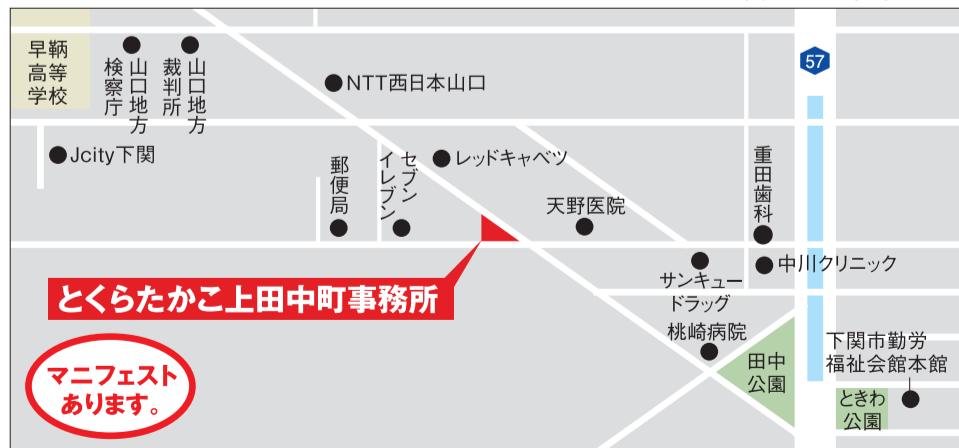 早鞆
高等
学校
山口地方
検察庁
山口地方
裁判所
NTT西日本山口
57
Jcity下関
郵便局
セブン
イレブン
レッドキャベツ
天野医院
重田歯科
中川クリニック
サンキュー
ドラッグ
とくらたかこ上田中町事務所
桃崎病院
マニフェスト
あります。
田中
公園
下関市勤労
福祉会館本館
ときわ
公園